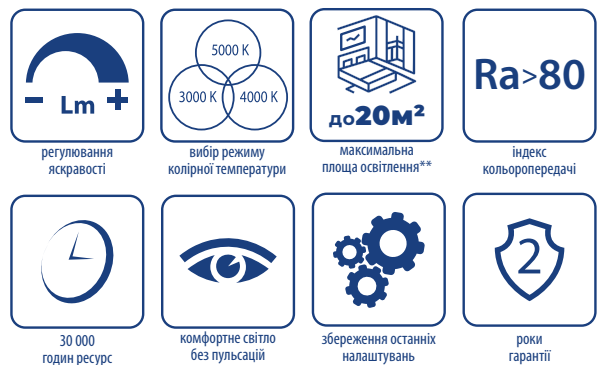 - Lm +
регулювання
яскравості
5000 K
3000 K 4000 K
вибір режиму
колірної температури
до20м²
максимальна
площа освітлення**
Ra>80
індекс
кольоропередачі
30 000
годин ресурс
комфортне світло
без пульсацій
збереження останніх
налаштувань
2
роки
гарантії